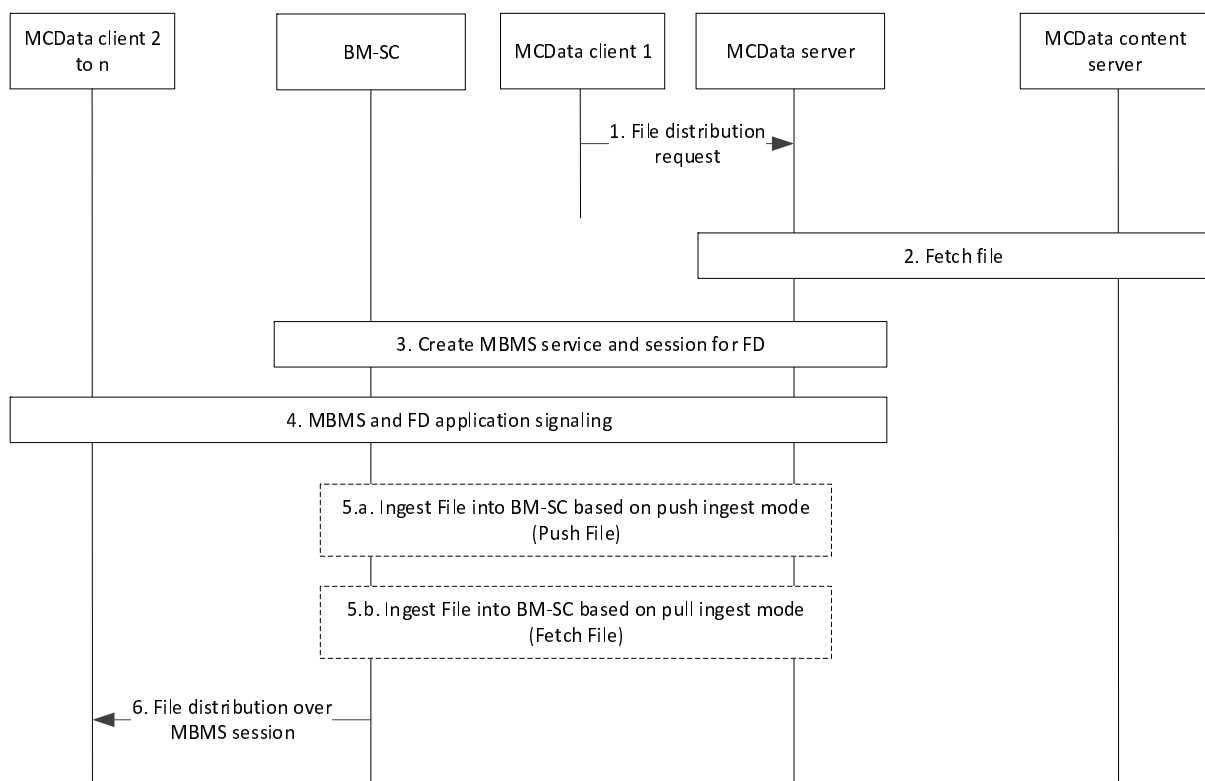 MCData client 2
to n
BM-SC
MCData client 1
MCData server
MCData content
server
1. File distribution
request
2. Fetch file
3. Create MBMS service and session for FD
4. MBMS and FD application signaling
5.a. Ingest File into BM-SC based on push ingest mode
(Push File)
5.b. Ingest File into BM-SC based on pull ingest mode
(Fetch File)
6. File distribution over
MBMS session